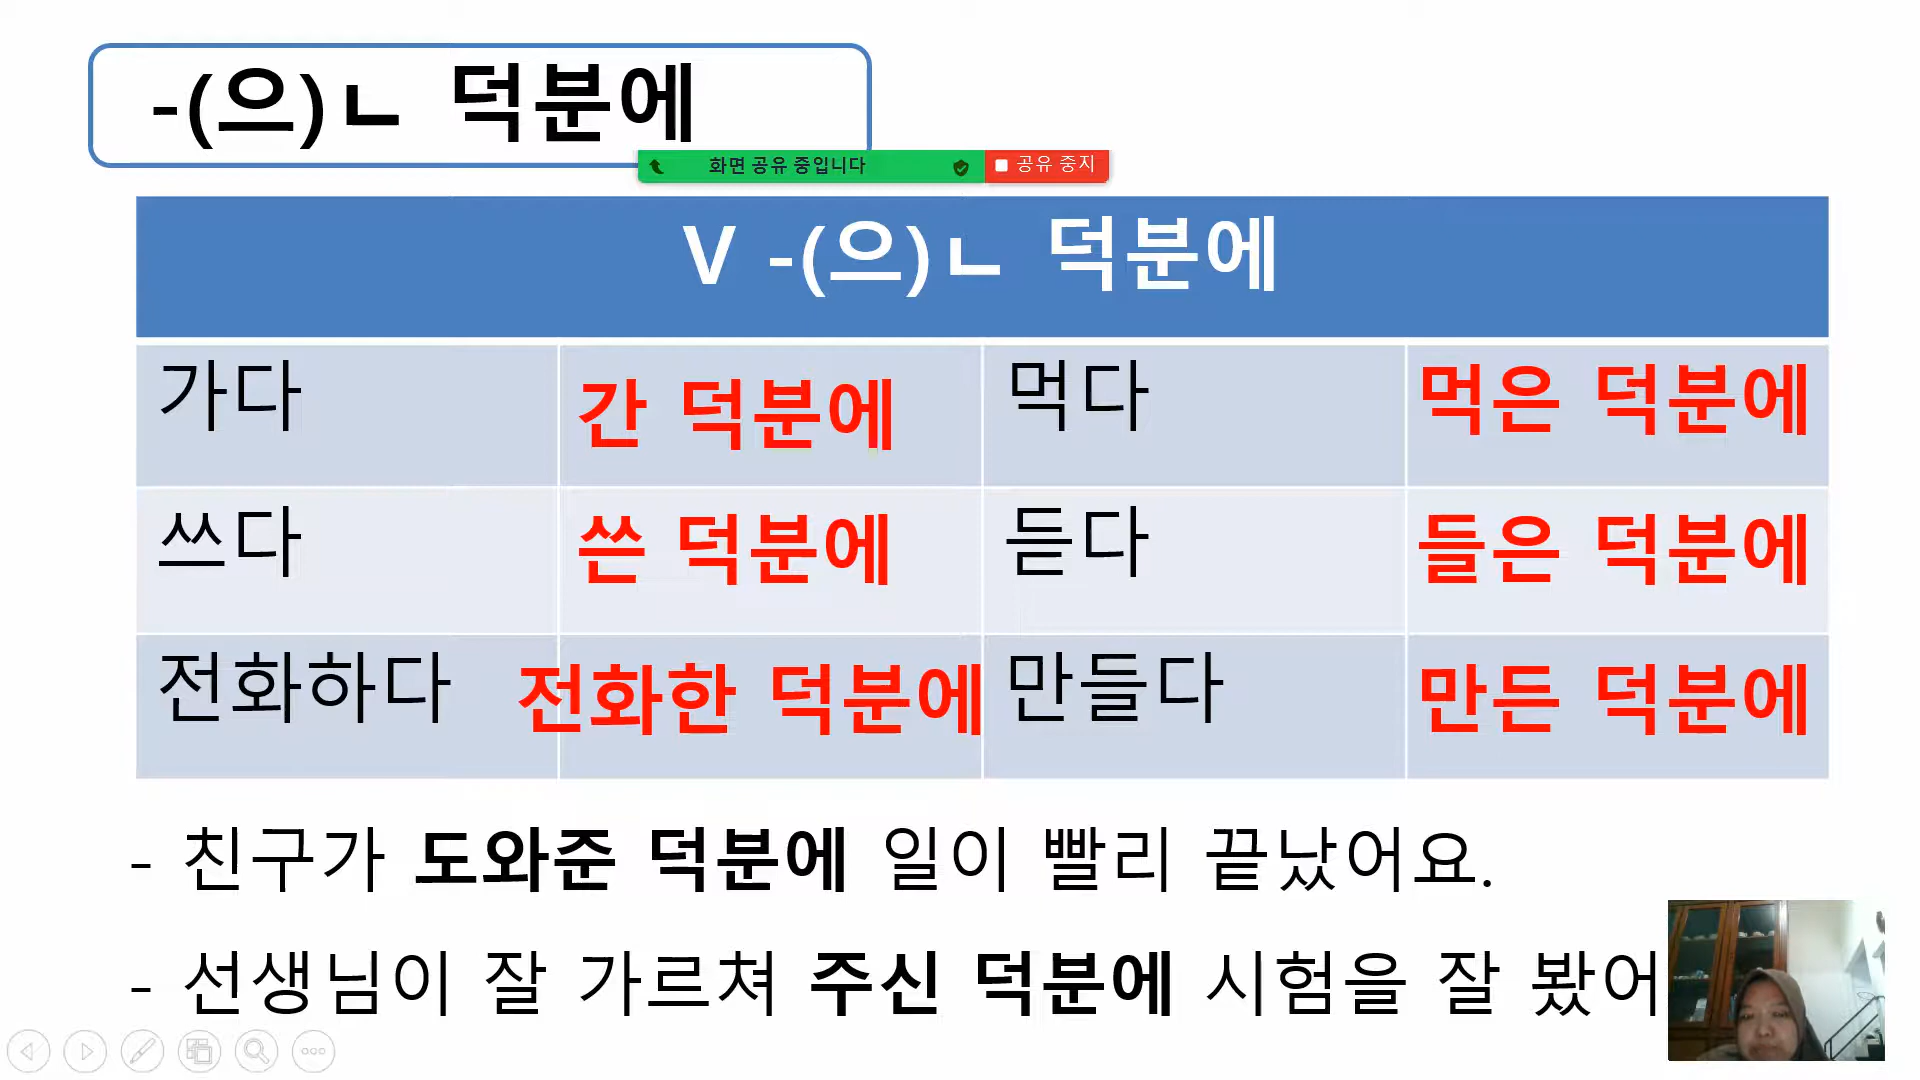 -(으)ㄴ 덕분에
화면 공유 중입니다 공유 중지
V -(으)ㄴ 덕분에
가다 간 덕분에 먹다 먹은 덕분에
쓰다 쓴 덕분에 듣다 들은 덕분에
전화하다 전화한 덕분에 만들다 만든 덕분에
- 친구가 도와준 덕분에 일이 빨리 끝났어요.
- 선생님이 잘 가르쳐 주신 덕분에 시험을 잘 봤어